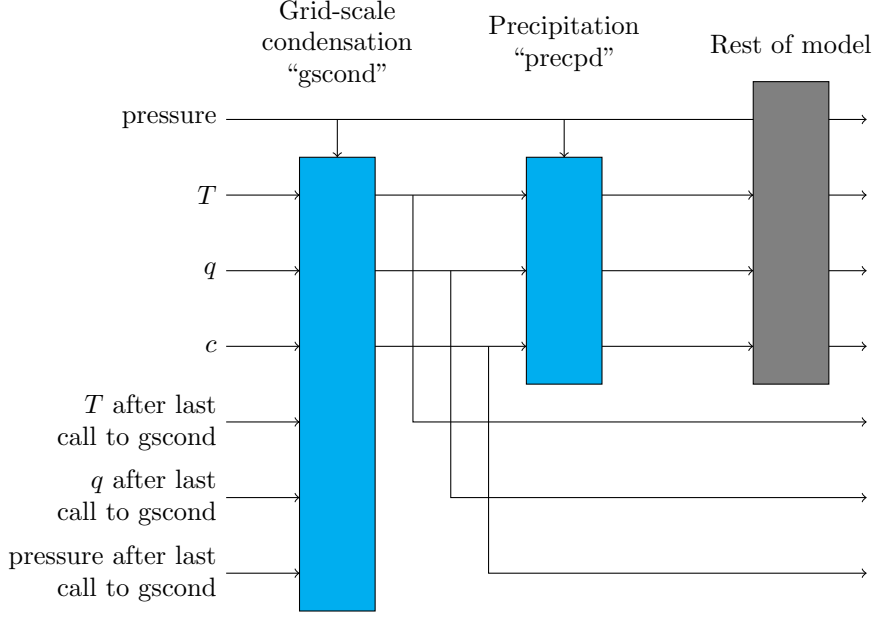 Grid-scale
condensation
“gscond”
Precipitation
“precpd”
Rest of model
pressure
T
q
c
T after last
call to gscond
q after last
call to gscond
pressure after last
call to gscond